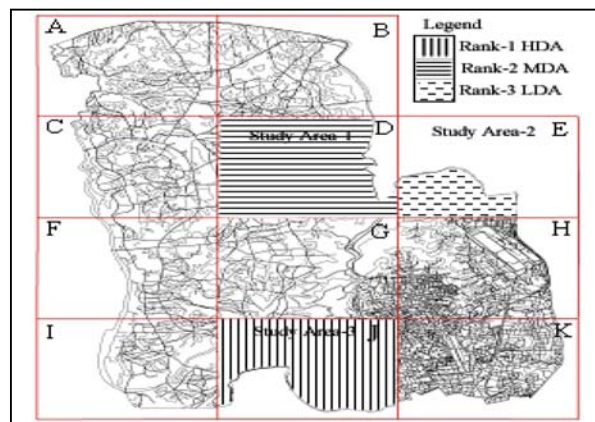 A
B
Legend
Rank-1 HDA
Rank-2 MDA
Rank-3 LDA
C
Study Area-1
D
Study Area-2
E
F
G
H
I
Study Area-3
J
K